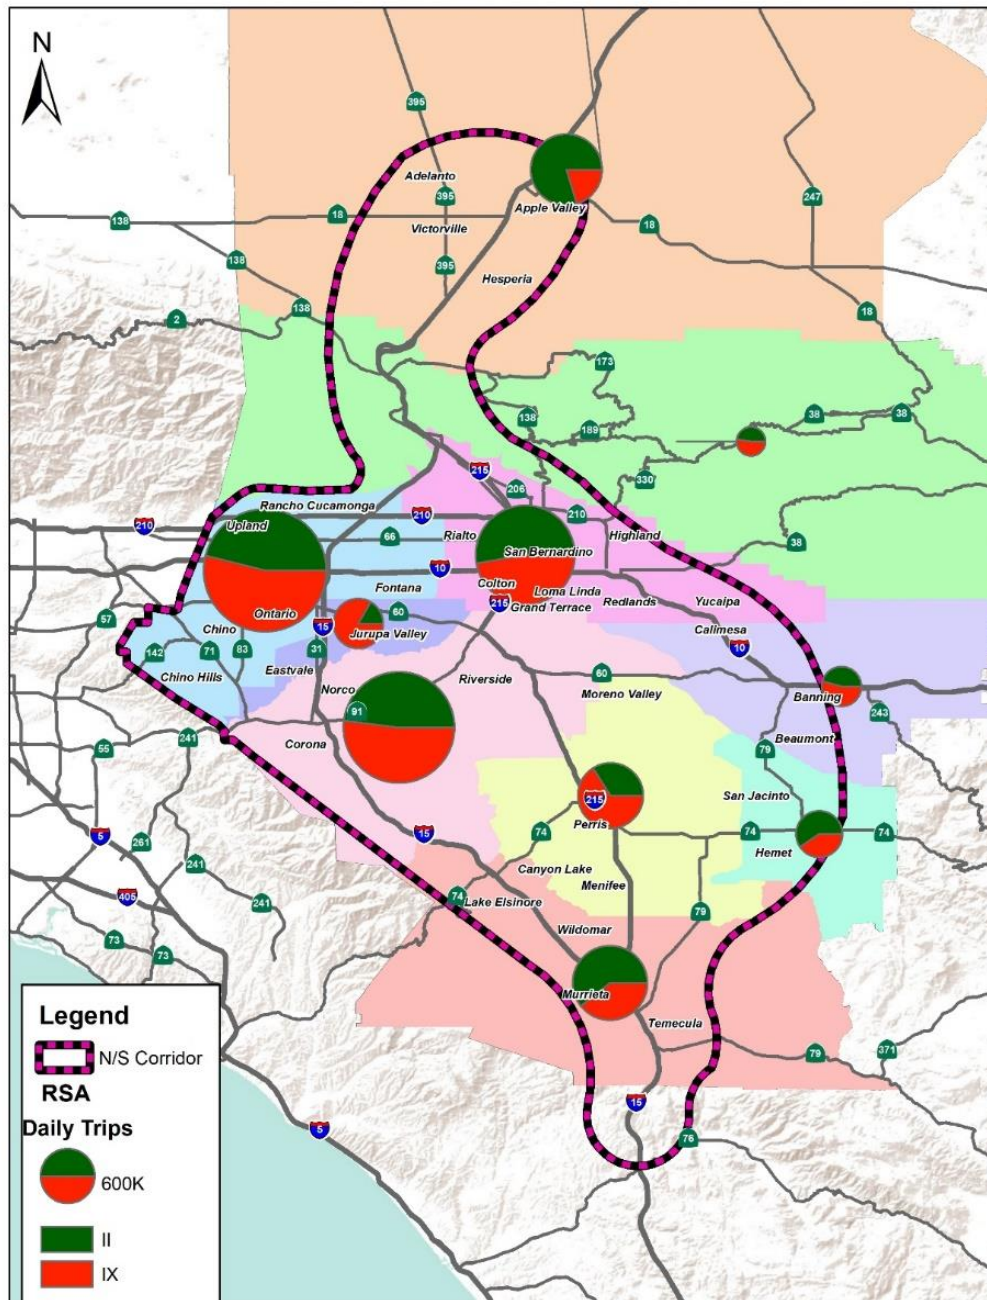 N
395
Adelanto
395
247
Apple Valley
138
18
Victorville
18
138
395
Hesperia
138
18
2
173
138
38
38
189
215
330
206
Rancho Cucamonga
210
210
Upland
210
66
Rialto
Highland
38
San Bernardino
10
Fontana
Colton
Loma Linda
215
Grand Terrace
Redlands
Yucaipa
57
Ontario
15
60
Chino
Jurupa Valley
Calimesa
10
142
71
83
31
Chino Hills
Eastvale
Riverside
60
Norco
Moreno Valley
Banning
91
243
241
Corona
Beaumont
55
79
215
San Jacinto
5
15
Perris
74
74
74
261
Hemet
241
Canyon Lake
Menifee
405
74
Lake Elsinore
241
79
Wildomar
73
73
Murrieta
Temecula
Legend
371
79
N/S Corridor
RSA
15
Daily Trips
5
76
600K
II
IX